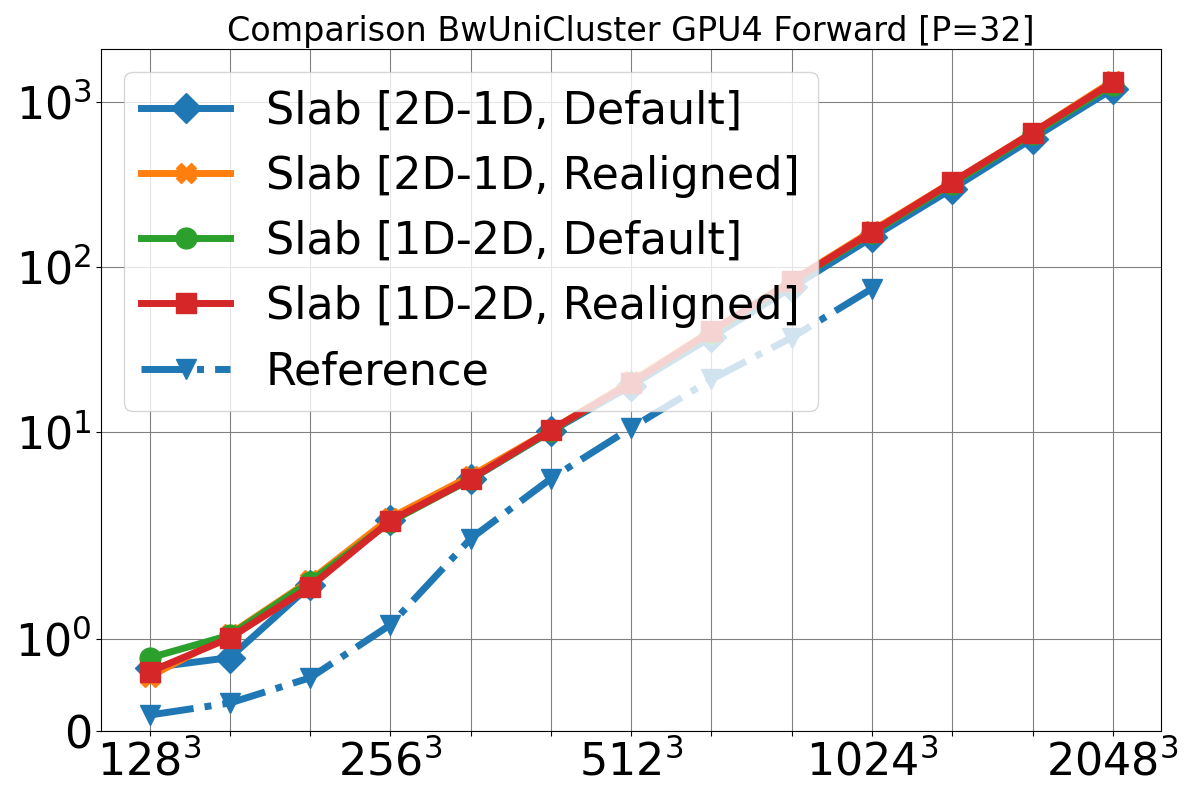 Comparison BwUniCluster GPU4 Forward [P=32]
10³
10²
10¹
10⁰
0
Slab [2D-1D, Default]
Slab [2D-1D, Realigned]
Slab [1D-2D, Default]
Slab [1D-2D, Realigned]
Reference
128³ 256³ 512³ 1024³ 2048³